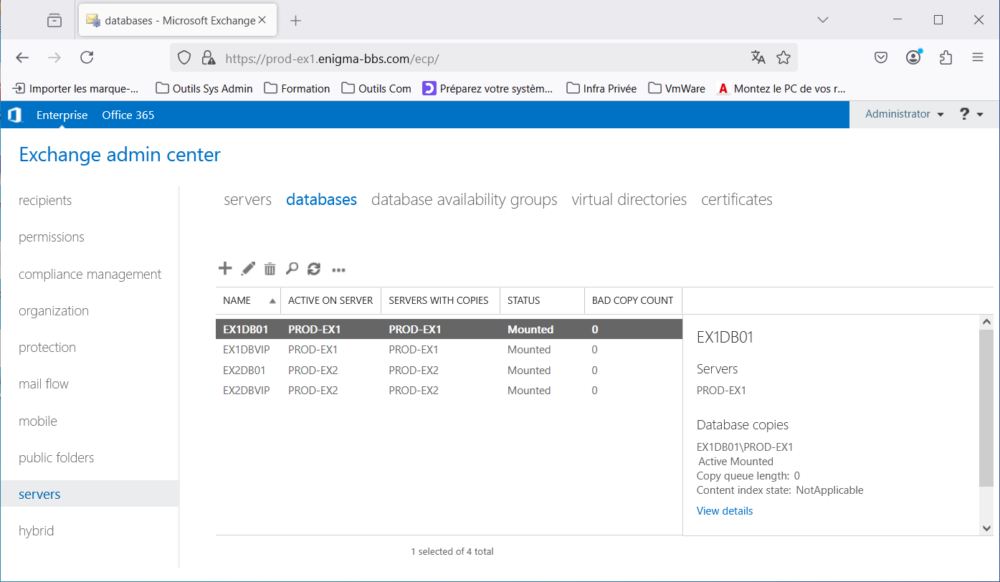 databases - Microsoft Exchange
https://prod-ex1.enigma-bbs.com/ecp/
Importer les marque-... Outils Sys Admin Formation Outils Com Préparez votre systèm... Infra Privée VmWare A Montez le PC de vos r...
Enterprise Office 365 Administrator ?
Exchange admin center
recipients
permissions
compliance management
organization
protection
mail flow
mobile
public folders
servers
hybrid
servers databases database availability groups virtual directories certificates
NAME ACTIVE ON SERVER SERVERS WITH COPIES STATUS BAD COPY COUNT
EX1DB01 PROD-EX1 PROD-EX1 Mounted 0
EX1DBVIP PROD-EX1 PROD-EX1 Mounted 0
EX2DB01 PROD-EX2 PROD-EX2 Mounted 0
EX2DBVIP PROD-EX2 PROD-EX2 Mounted 0
EX1DB01
Servers
PROD-EX1
Database copies
EX1DB01\PROD-EX1
Active Mounted
Copy queue length: 0
Content index state: NotApplicable
View details
1 selected of 4 total